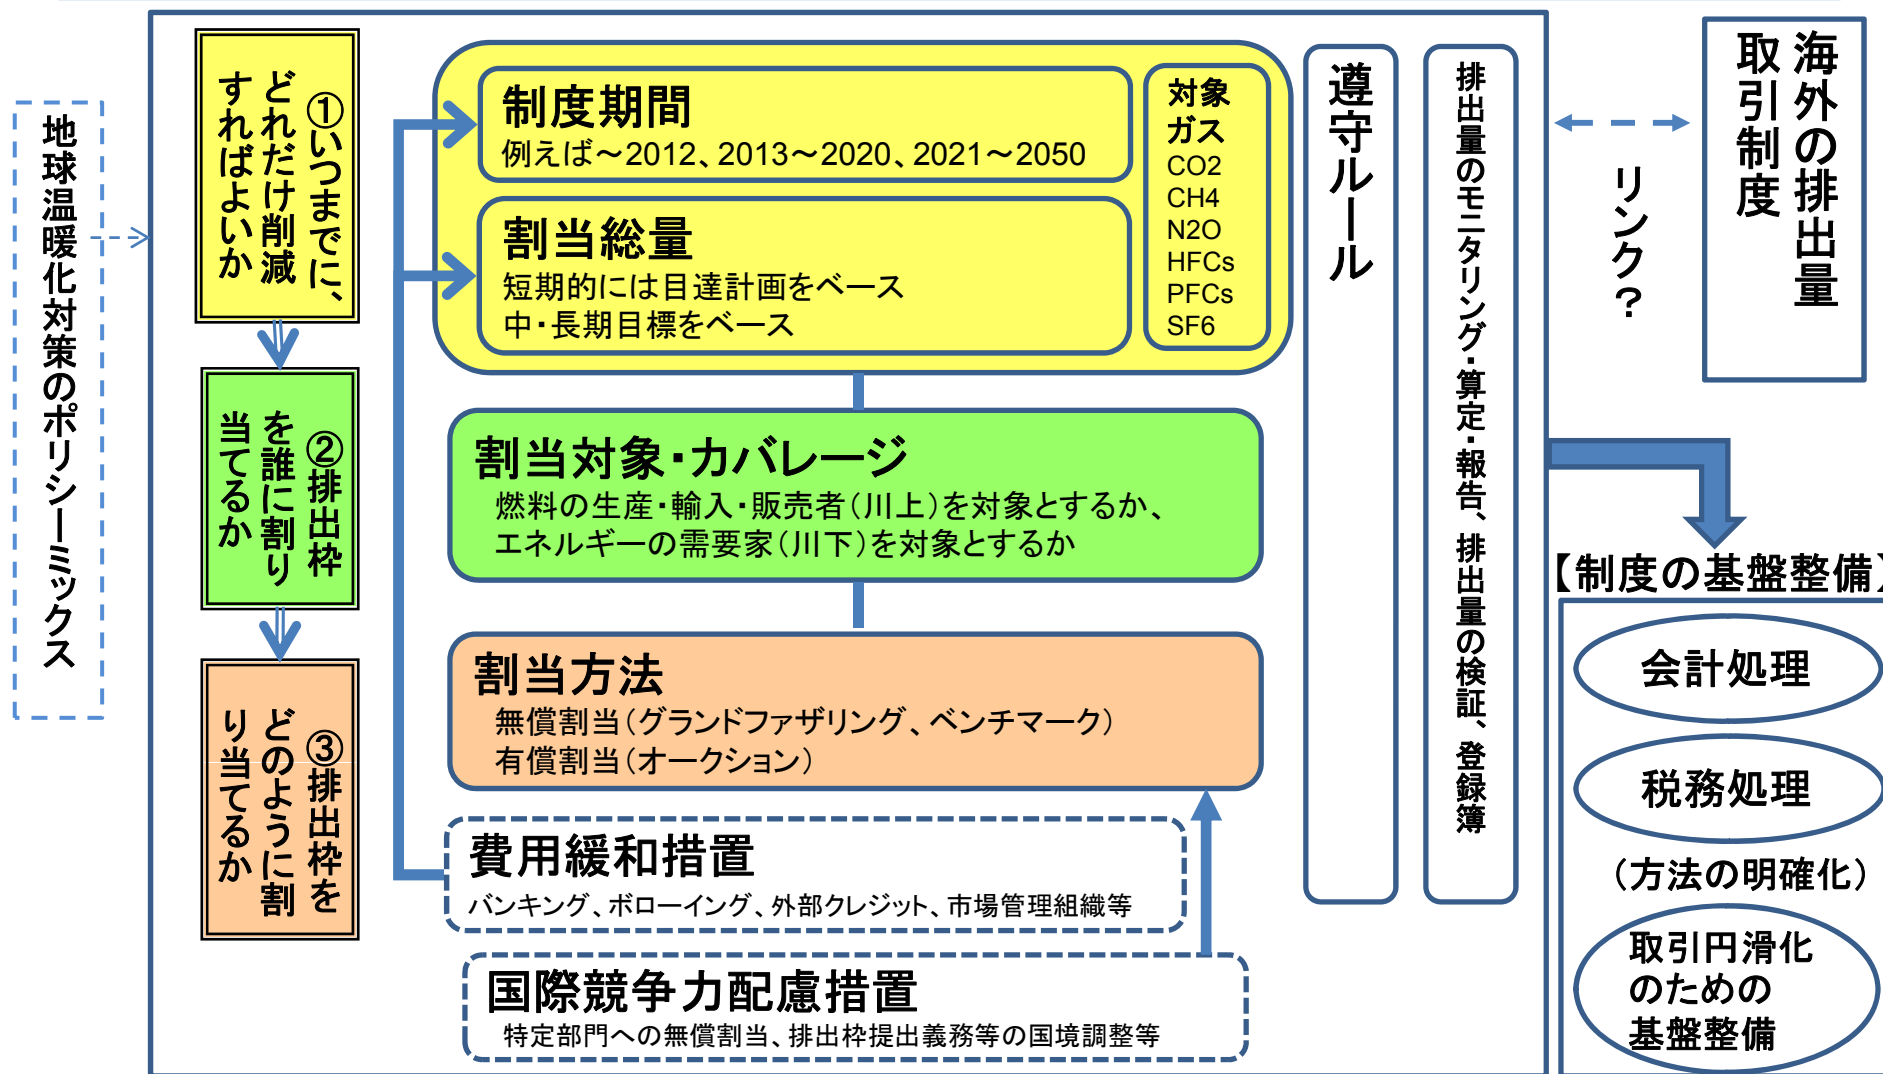 地球温暖化対策のポリシーミックス
①いつまでに、
どれだけ削減
すればよいか
②排出枠
を誰に割り
当てるか
③排出枠を
どのように割
り当てるか
制度期間
例えば～2012、2013～2020、2021～2050
割当総量
短期的には目達計画をベース
中・長期目標をベース
対象
ガス
CO2
CH4
N2O
HFCs
PFCs
SF6
割当対象・カバレージ
燃料の生産・輸入・販売者（川上）を対象とするか、
エネルギーの需要家（川下）を対象とするか
割当方法
無償割当（グランドファザリング、ベンチマーク）
有償割当（オークション）
費用緩和措置
バンキング、ボローイング、外部クレジット、市場管理組織等
国際競争力配慮措置
特定部門への無償割当、排出枠提出義務等の国境調整等
遵守ルール
排出量のモニタリング・算定・報告、排出量の検証、登録簿
リンク？
海外の排出量
取引制度
【制度の基盤整備】
会計処理
税務処理
（方法の明確化）
取引円滑化
のための
基盤整備